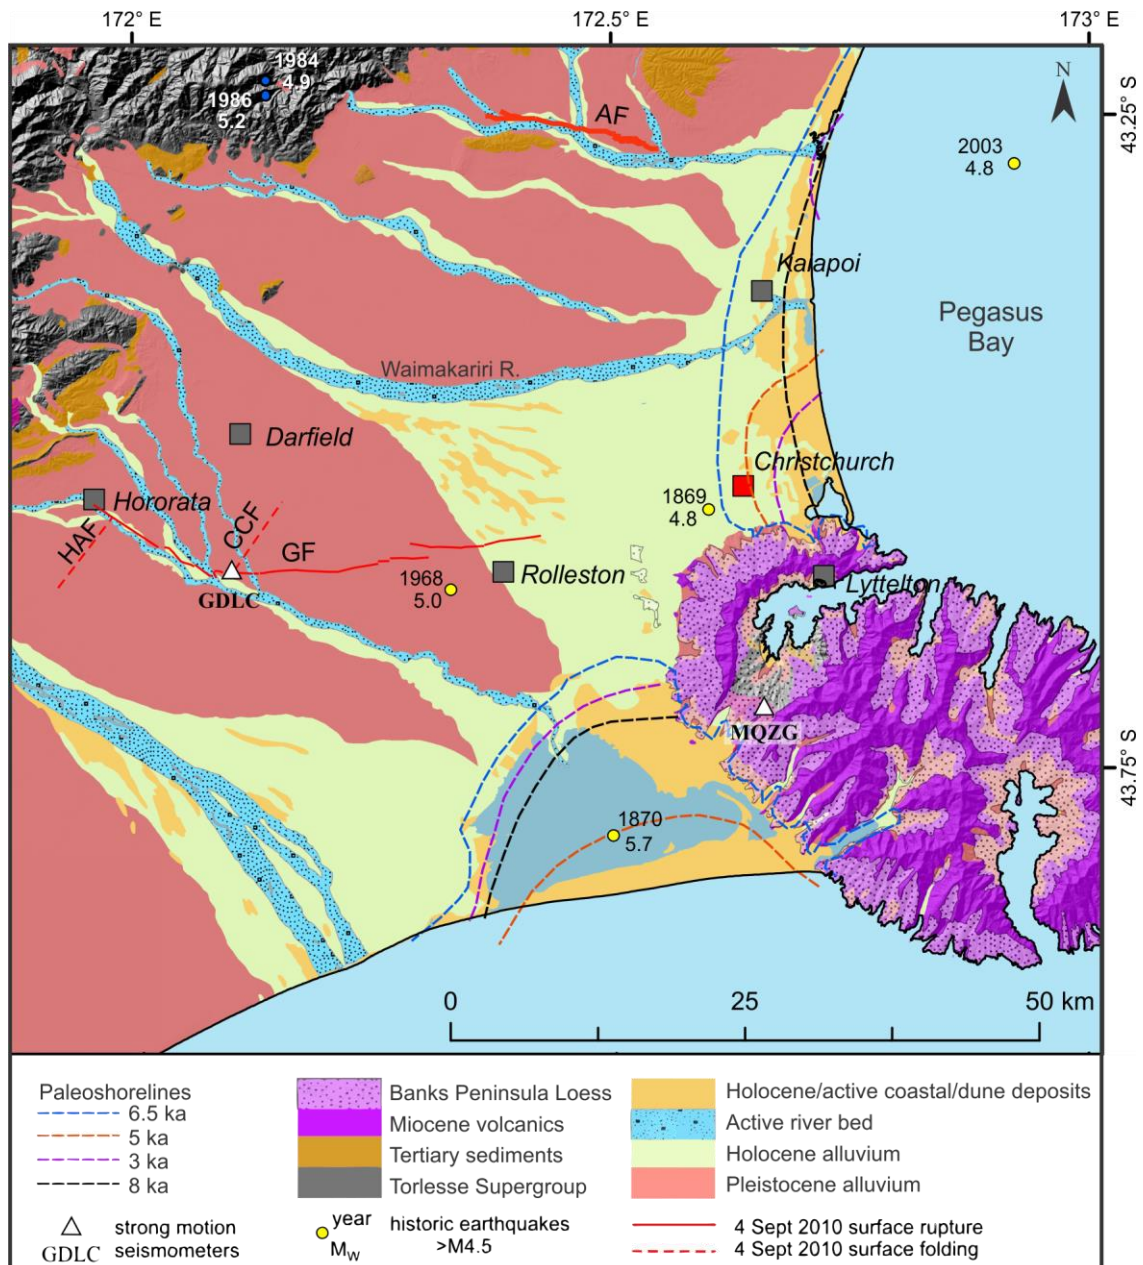 172° E
172.5° E
173° E
1984
4.9
1986
5.2
AF
N
43.25° S
2003
4.8
Kaiapoi
Pegasus
Bay
Waimakariri R.
Darfield
Christchurch
Hororata
1869
4.8
HAF
CCF
GF
GDLC
1968
5.0
Rolleston
Lyttelton
MQZG
43.75° S
1870
5.7
0
25
50 km
Paleoshorelines
6.5 ka
5 ka
3 ka
8 ka
Banks Peninsula Loess
Miocene volcanics
Tertiary sediments
Torlesse Supergroup
Holocene/active coastal/dune deposits
Active river bed
Holocene alluvium
Pleistocene alluvium
GDLC
strong motion
seismometers
year
Mw
historic earthquakes
>M4.5
4 Sept 2010 surface rupture
4 Sept 2010 surface folding